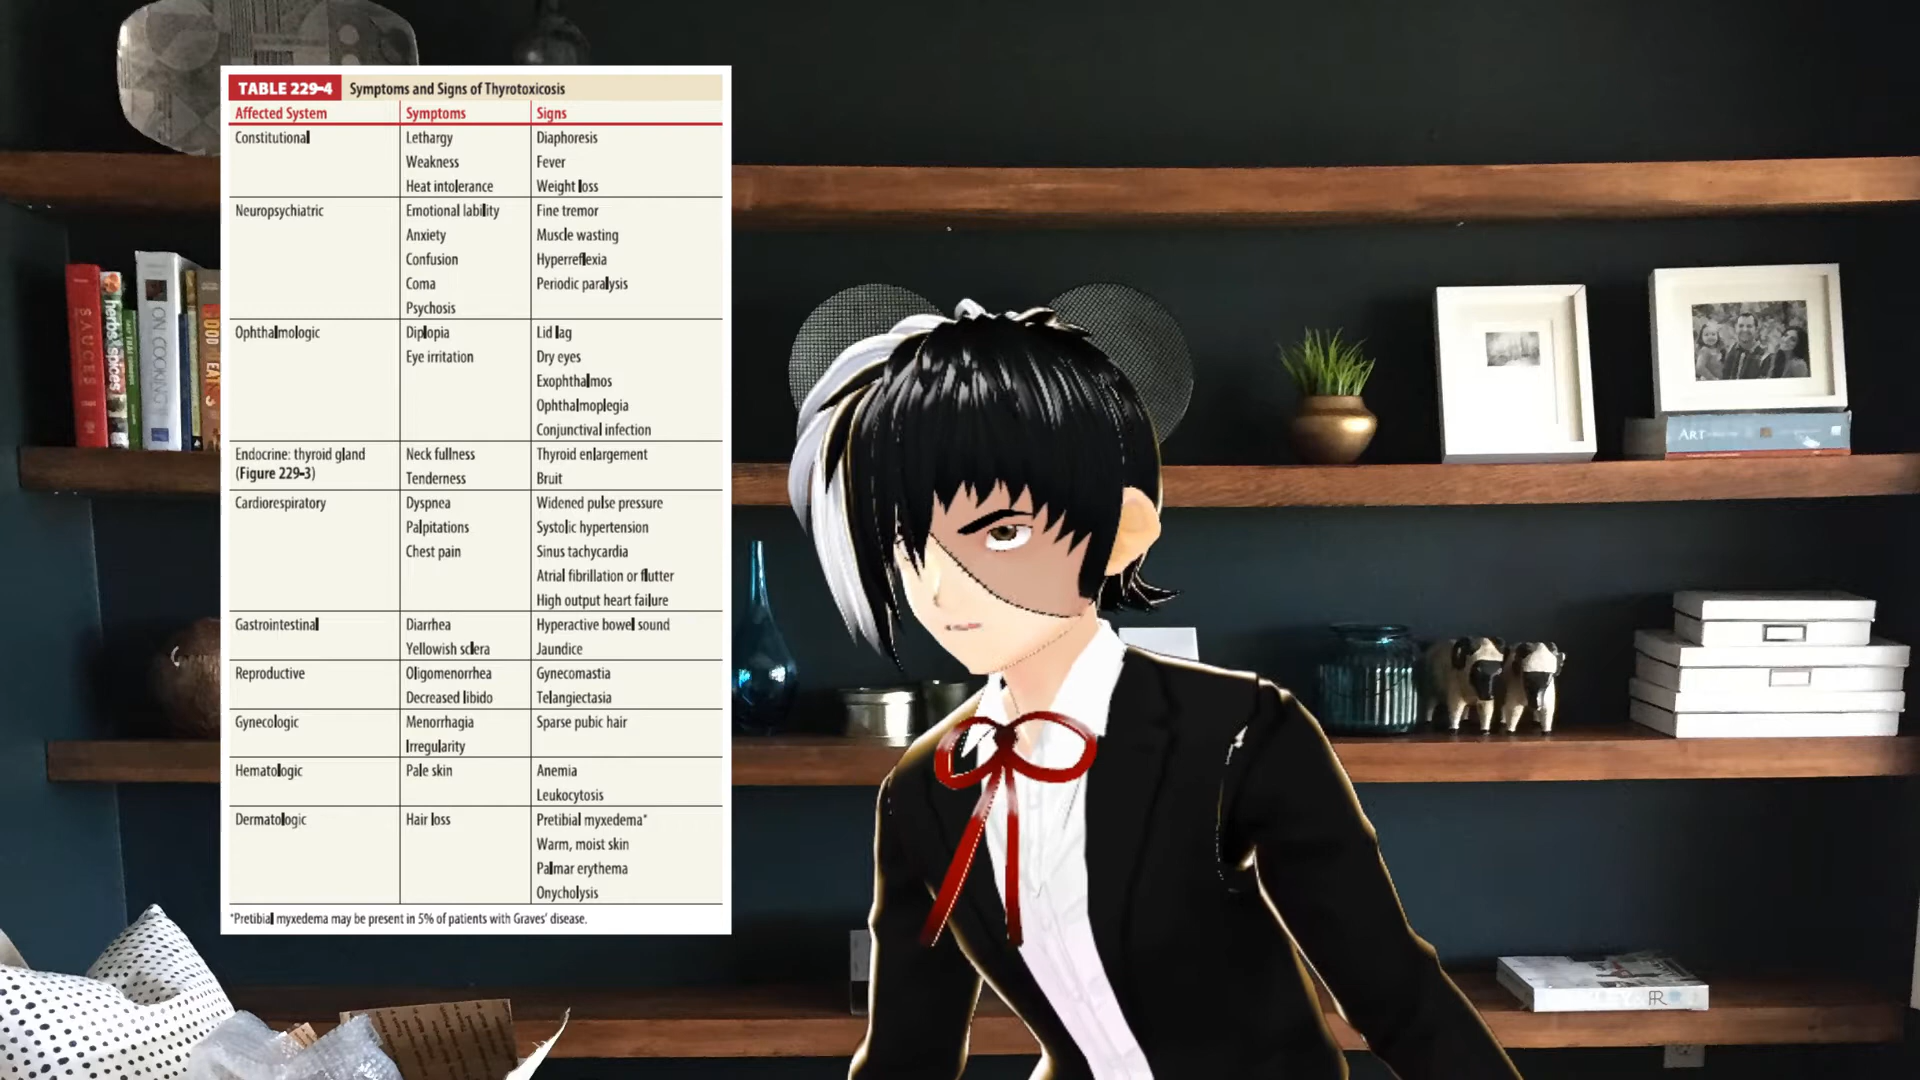 TABLE 229-4 Symptoms and Signs of Thyrotoxicosis
Affected System Symptoms Signs
Constitutional Lethargy Diaphoresis
Weakness Fever
Heat intolerance Weight loss
Neuropsychiatric Emotional lability Fine tremor
Anxiety Muscle wasting
Confusion Hyperreflexia
Coma Periodic paralysis
Psychosis
Ophthalmologic Diplopia Lid lag
Eye irritation Dry eyes
Exophthalmos
Ophthalmoplegia
Conjunctival infection
Endocrine: thyroid gland Neck fullness Thyroid enlargement
(Figure 229-3) Tenderness Bruit
Cardiorespiratory Dyspnea Widened pulse pressure
Palpitations Systolic hypertension
Chest pain Sinus tachycardia
Atrial fibrillation or flutter
High output heart failure
Gastrointestinal Diarrhea Hyperactive bowel sound
Yellowish sclera Jaundice
Reproductive Oligomenorrhea Gynecomastia
Decreased libido Telangiectasia
Gynecologic Menorrhagia Sparse pubic hair
Irregularity
Hematologic Pale skin Anemia
Leukocytosis
Dermatologic Hair loss Pretibial myxedema*
Warm, moist skin
Palmar erythema
Onycholysis
*Pretibial myxedema may be present in 5% of patients with Graves' disease.
SAUCES
herbs & spices
ON COOKING
ART